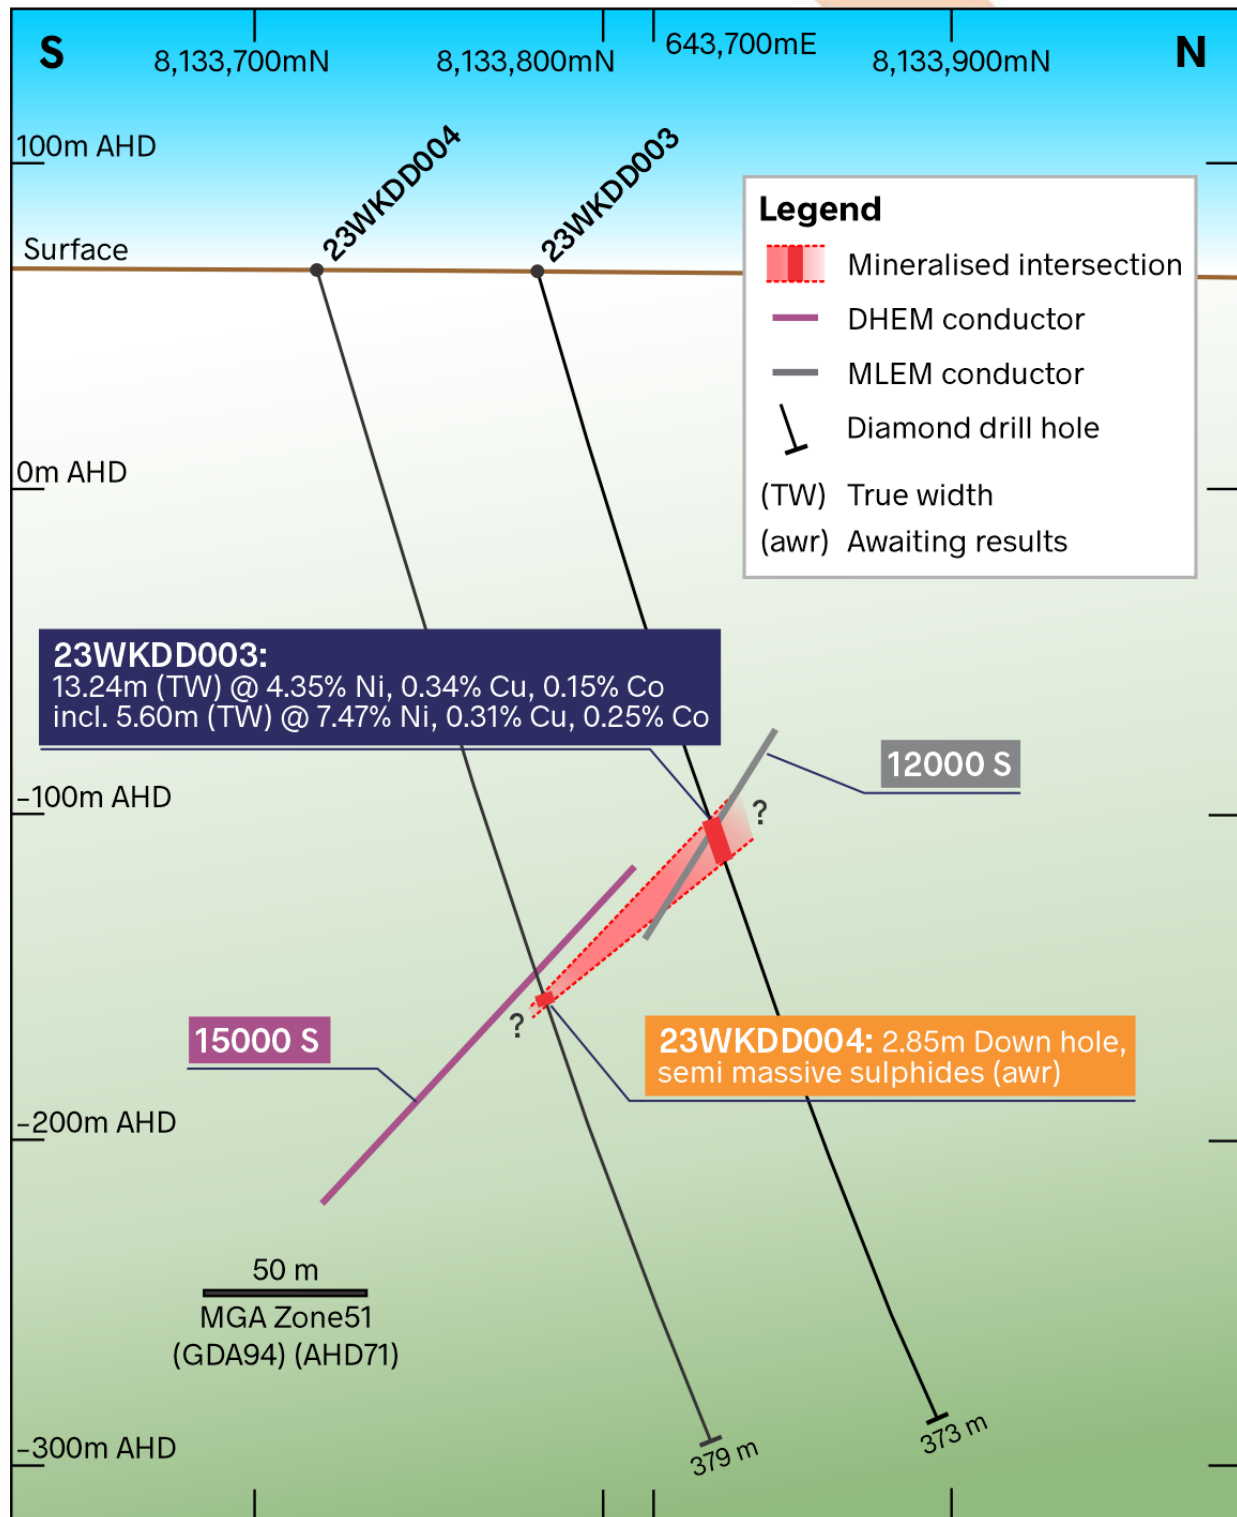 S
8,133,700mN
8,133,800mN
643,700mE
8,133,900mN
N
100m AHD
23WKDD004
23WKDD003
Surface
Legend
Mineralised intersection
DHEM conductor
MLEM conductor
Diamond drill hole
(TW) True width
(awr) Awaiting results
0m AHD
23WKDD003:
13.24m (TW) @ 4.35% Ni, 0.34% Cu, 0.15% Co
incl. 5.60m (TW) @ 7.47% Ni, 0.31% Cu, 0.25% Co
12000 S
-100m AHD
?
?
15000 S
23WKDD004: 2.85m Down hole,
semi massive sulphides (awr)
-200m AHD
50 m
MGA Zone51
(GDA94) (AHD71)
-300m AHD
379 m
373 m